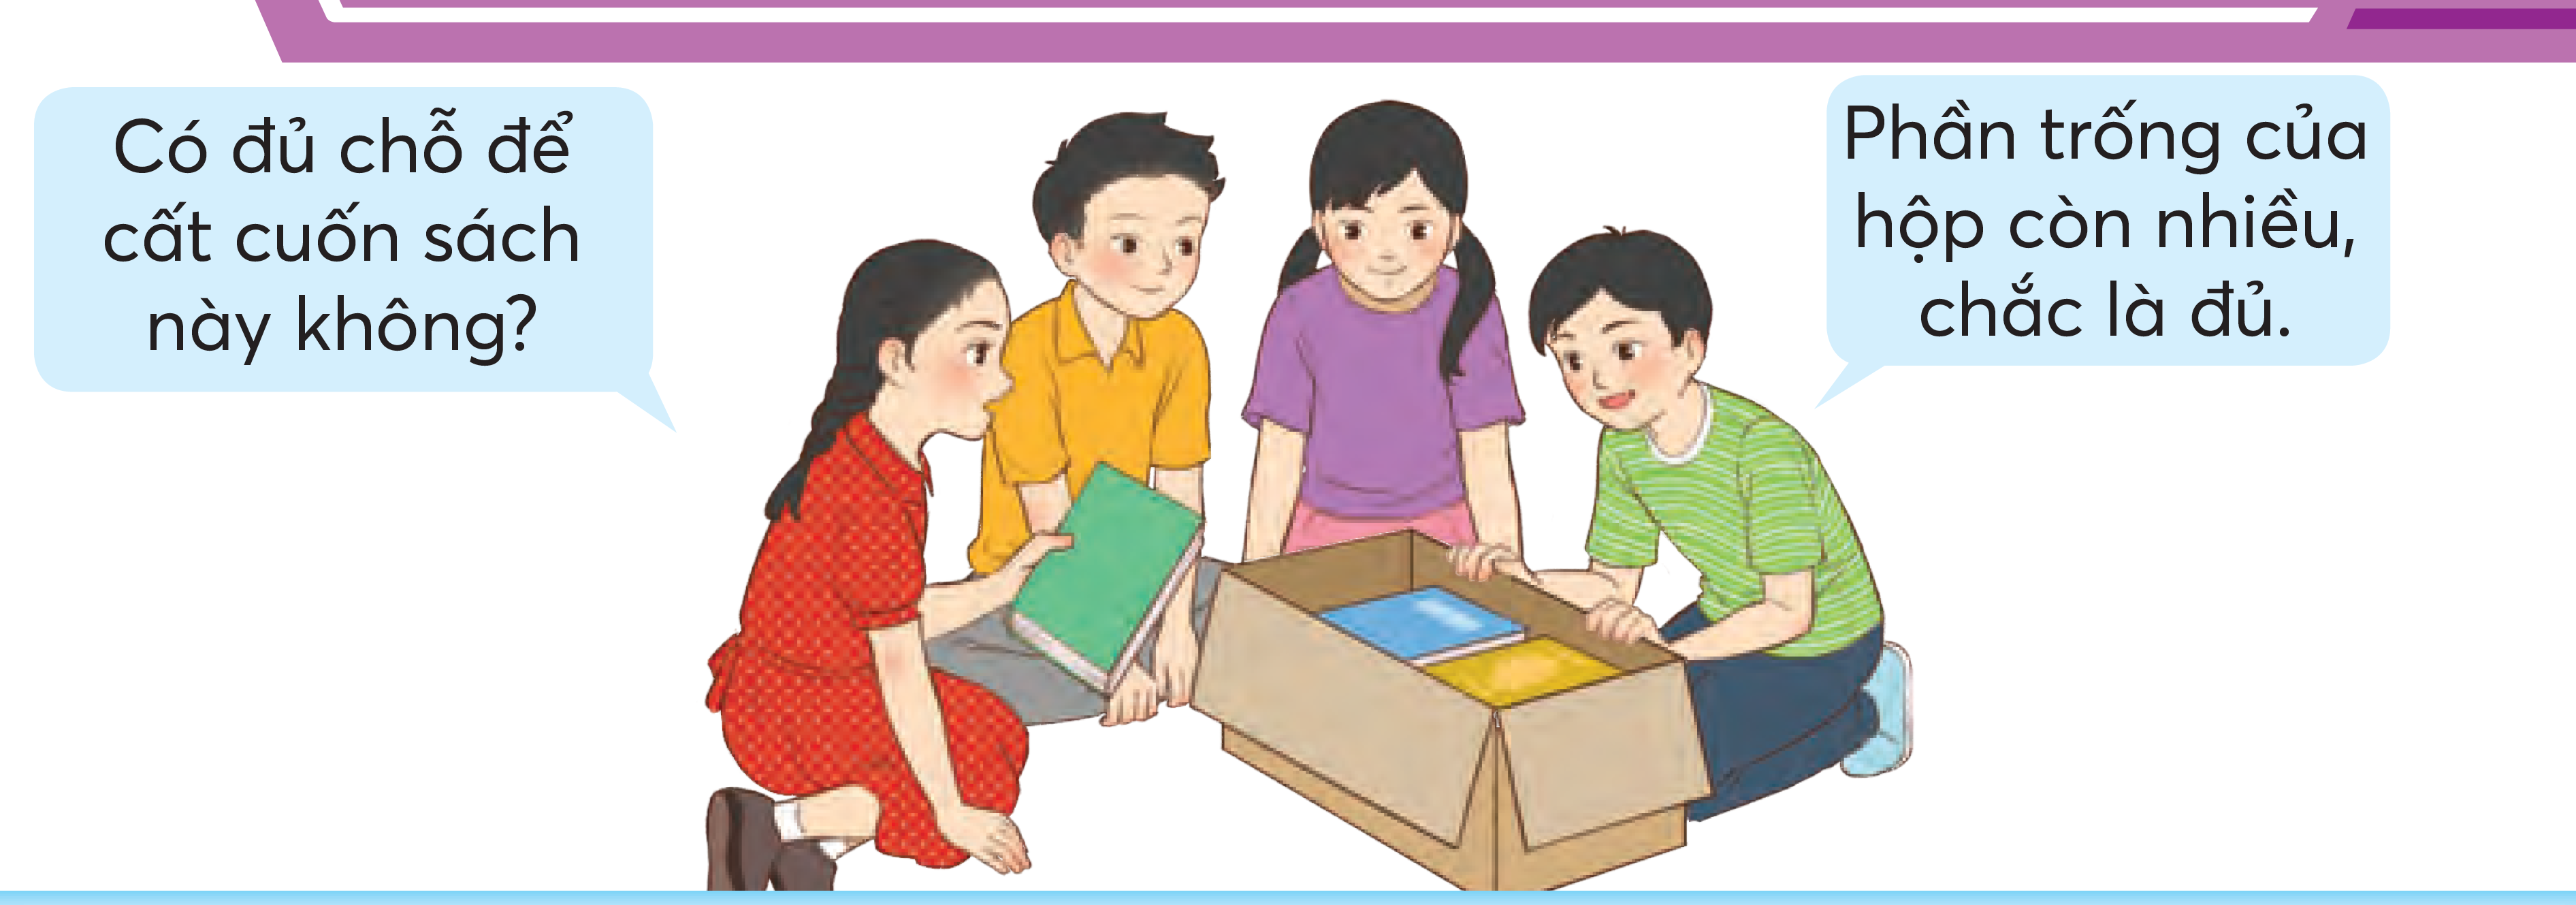 Có đủ chỗ để
cất cuốn sách
này không?
Phần trống của
hộp còn nhiều,
chắc là đủ.